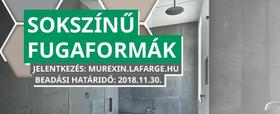 SOKSZÍNŰ
FUGAFORMÁK
JELENTKEZÉS: MUREXIN.LAFARGE.HU
BEADÁSI HATÁRIDŐ: 2018.11.30.